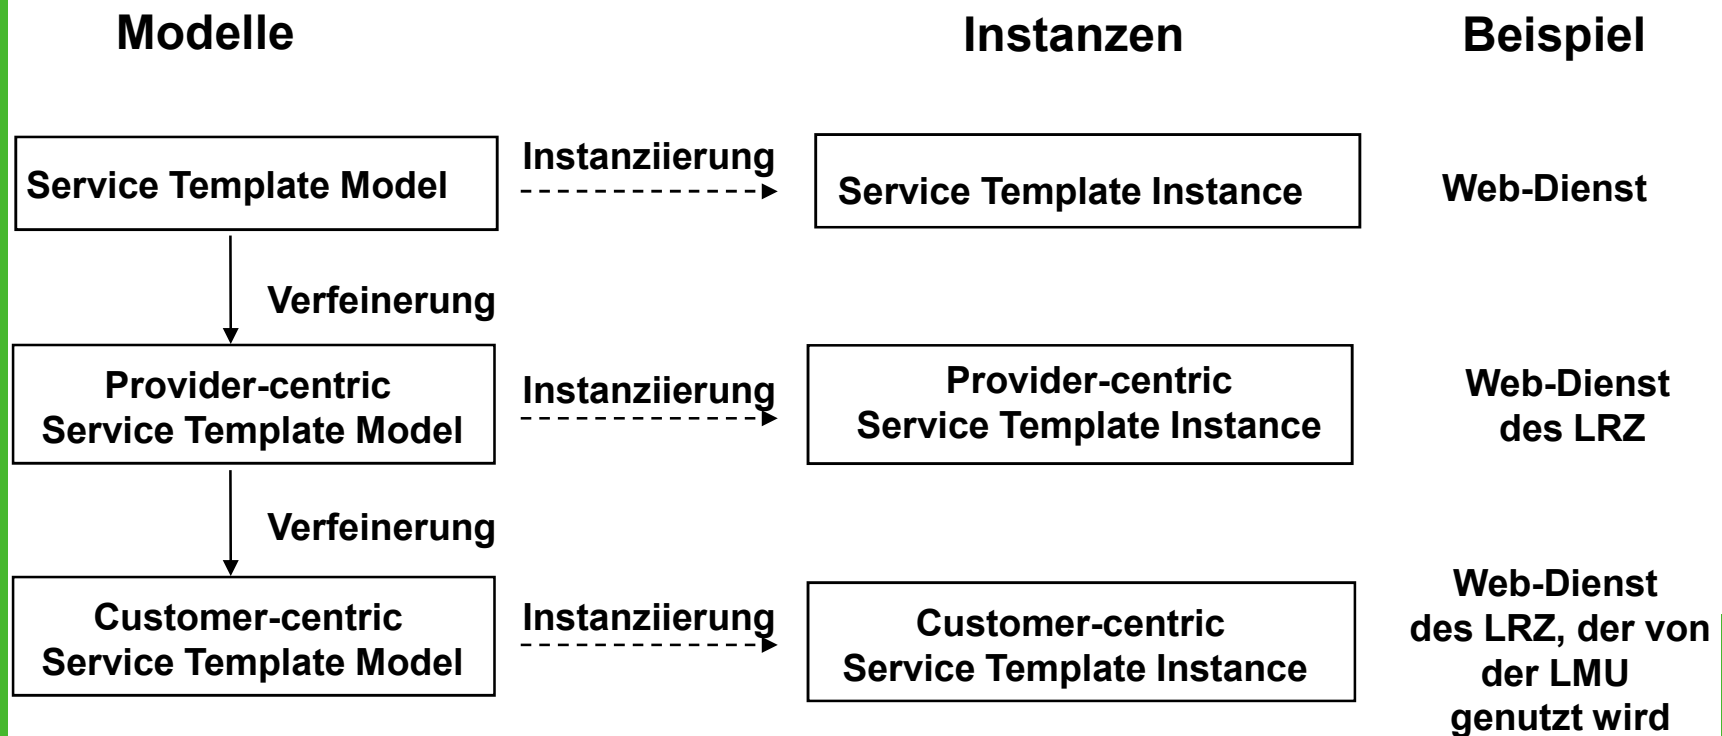 Modelle
Instanzen
Beispiel
Service Template Model
Instanziierung
Service Template Instance
Web-Dienst
Verfeinerung
Provider-centric
Service Template Model
Instanziierung
Provider-centric
Service Template Instance
Web-Dienst
des LRZ
Verfeinerung
Customer-centric
Service Template Model
Instanziierung
Customer-centric
Service Template Instance
Web-Dienst
des LRZ, der von
der LMU
genutzt wird